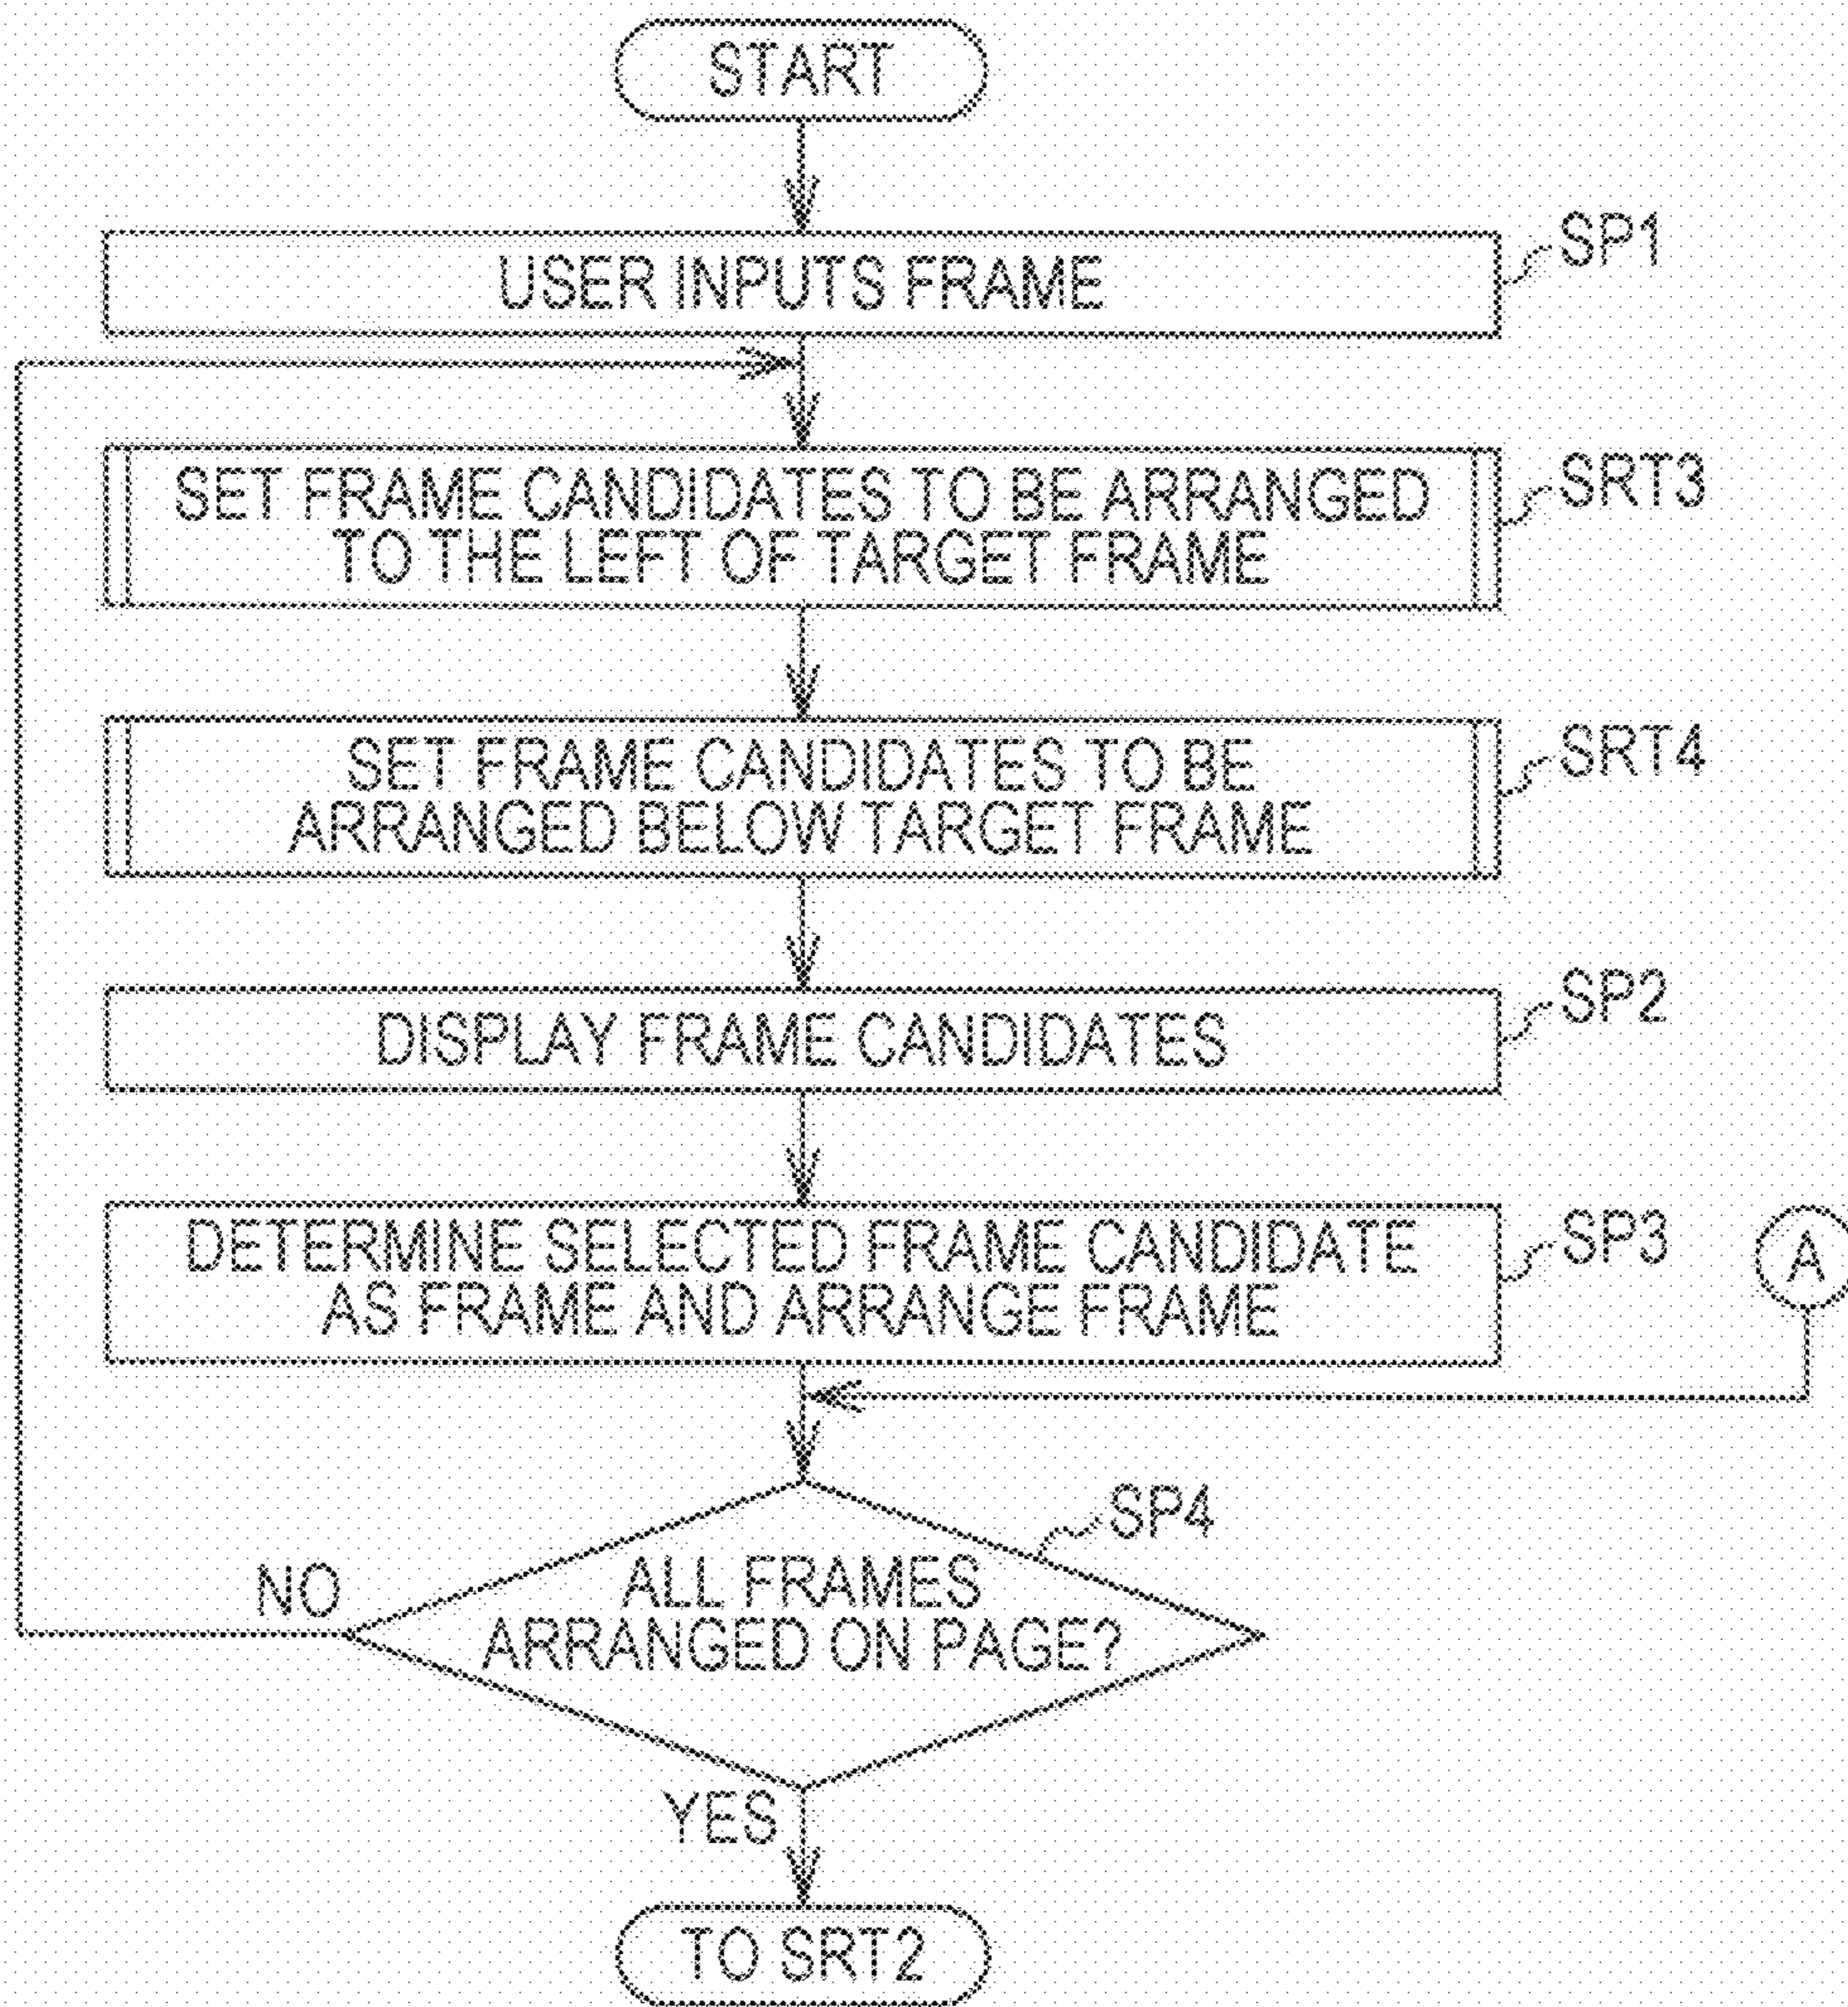 START
USER INPUTS FRAME
SP1
SET FRAME CANDIDATES TO BE ARRANGED
TO THE LEFT OF TARGET FRAME
SRT3
SET FRAME CANDIDATES TO BE
ARRANGED BELOW TARGET FRAME
SRT4
DISPLAY FRAME CANDIDATES
SP2
DETERMINE SELECTED FRAME CANDIDATE
AS FRAME AND ARRANGE FRAME
SP3
A
SP4
ALL FRAMES
ARRANGED ON PAGE?
NO
YES
TO SRT2